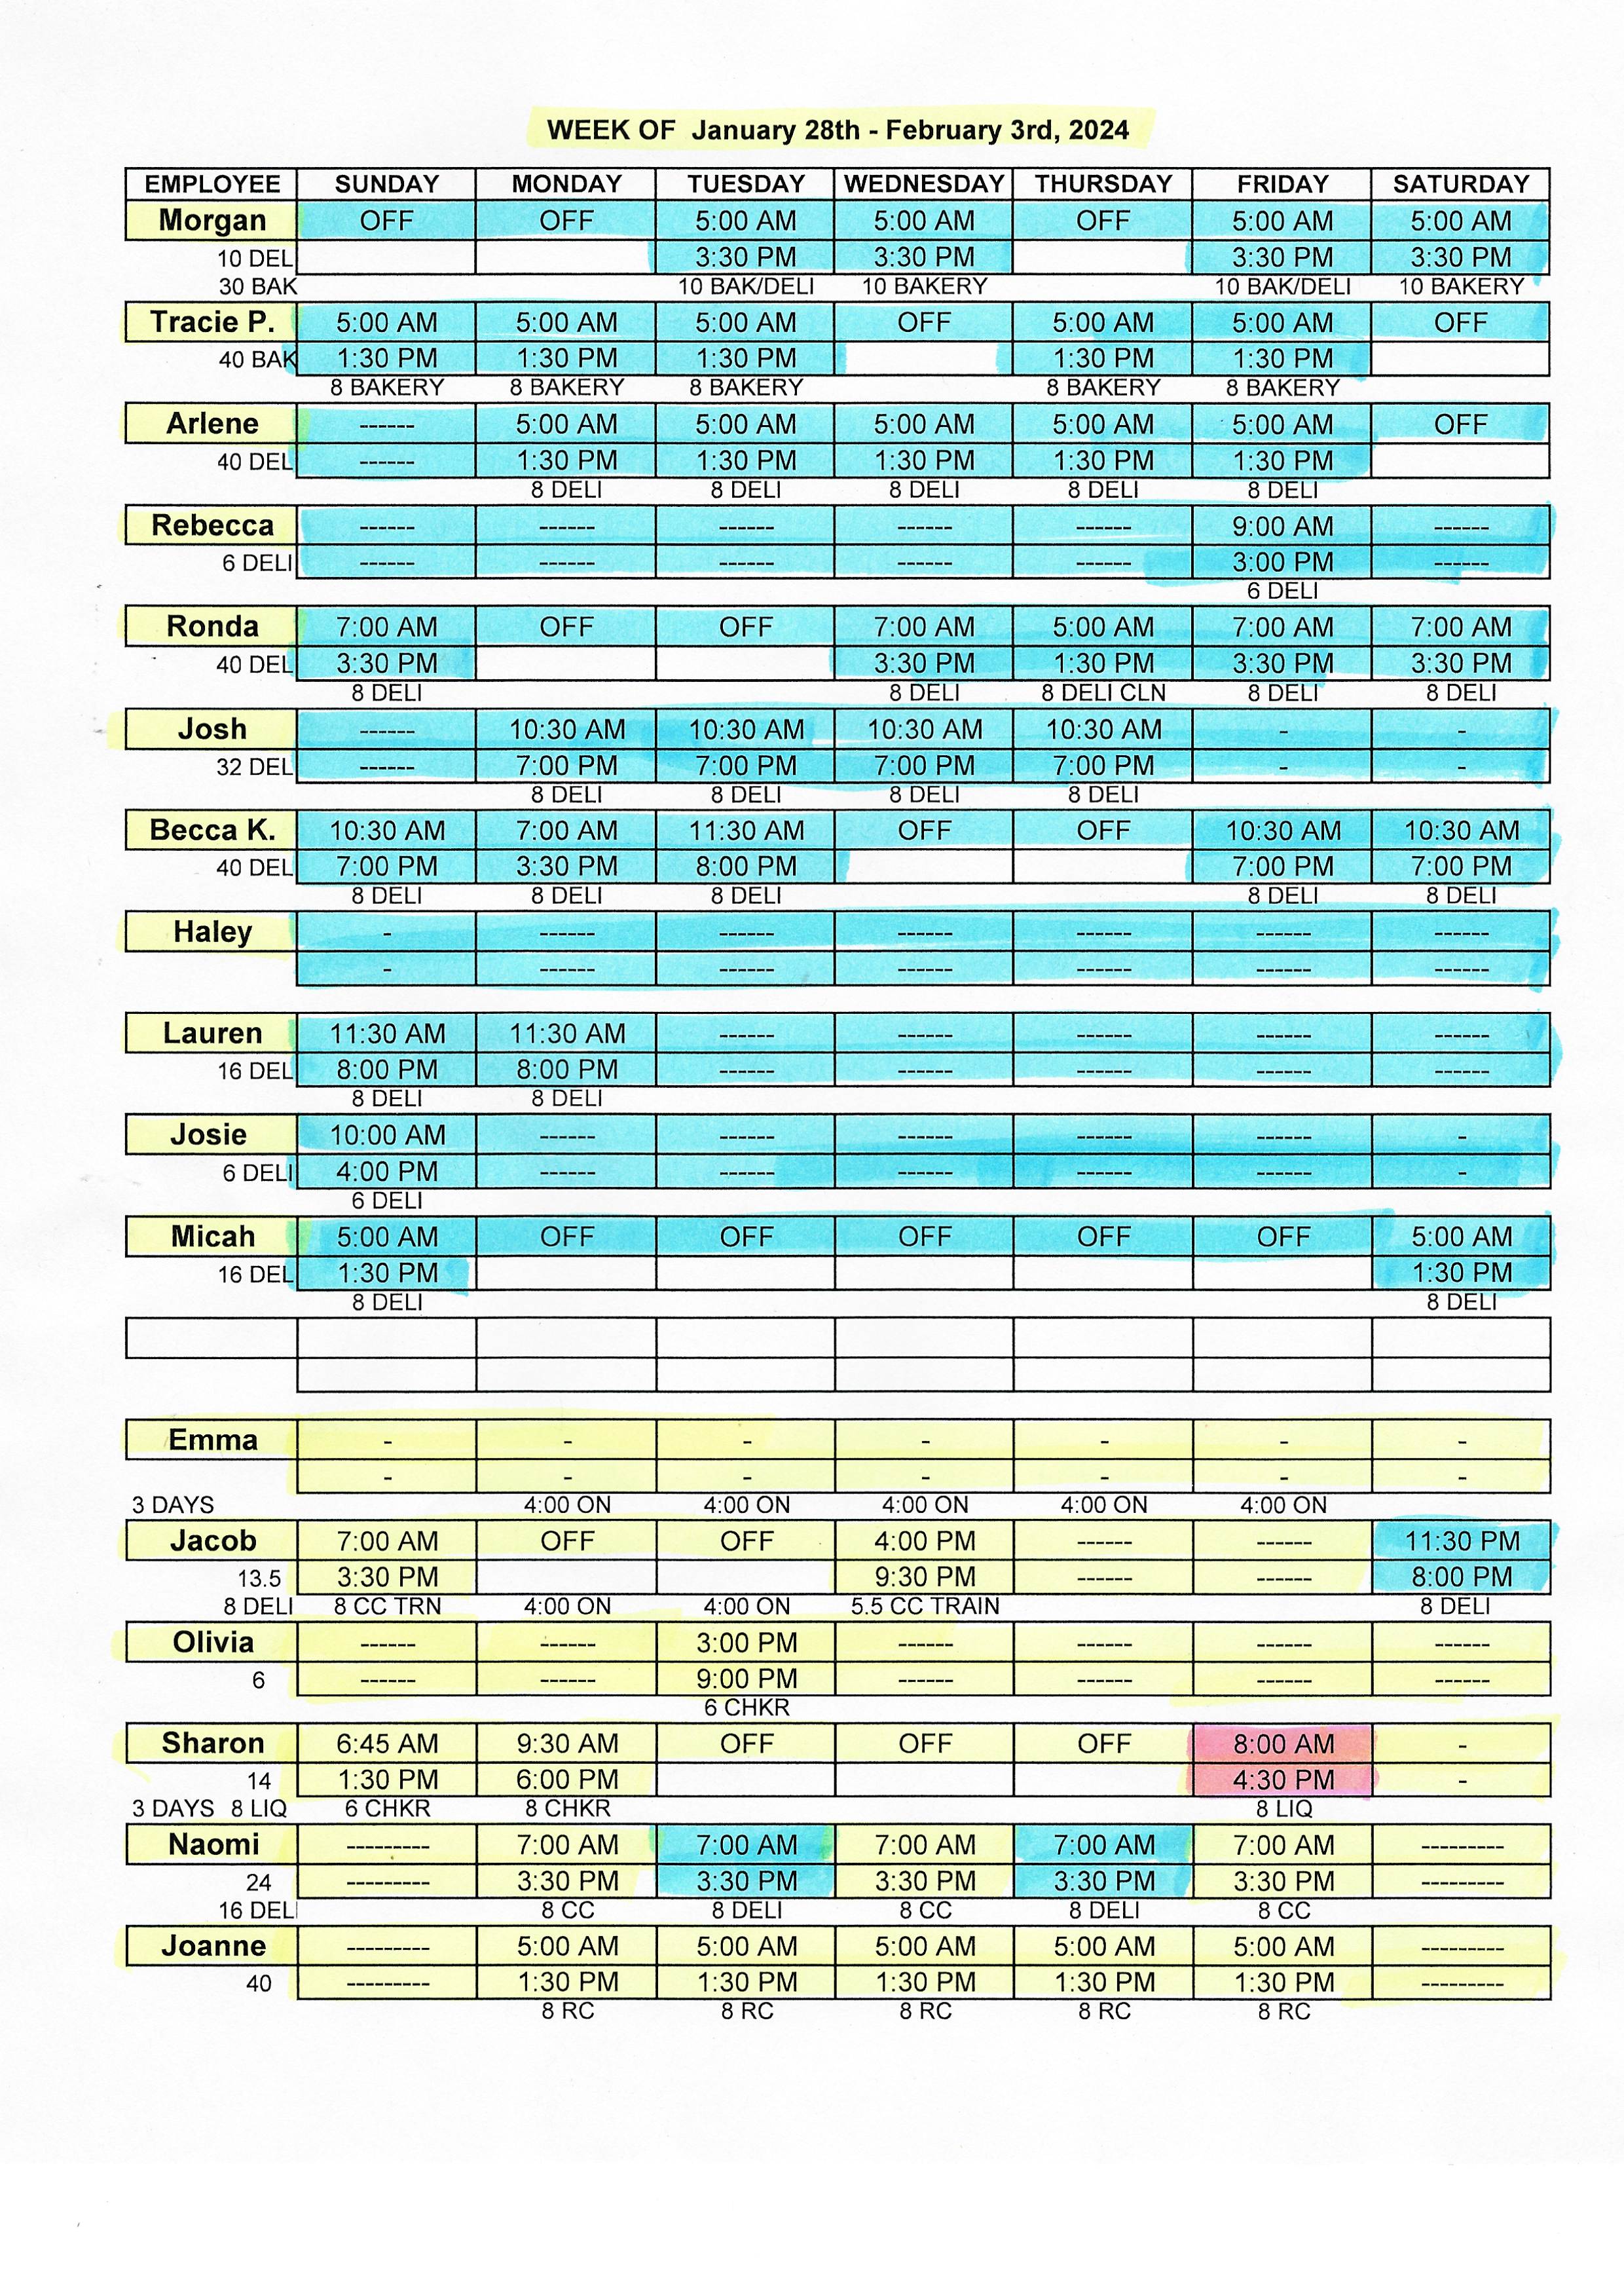 WEEK OF January 28th - February 3rd, 2024
EMPLOYEE SUNDAY MONDAY TUESDAY WEDNESDAY THURSDAY FRIDAY SATURDAY
Morgan OFF OFF 5:00 AM 5:00 AM OFF 5:00 AM 5:00 AM
10 DEL 3:30 PM 3:30 PM 3:30 PM 3:30 PM
30 BAK 10 BAK/DELI 10 BAKERY 10 BAK/DELI 10 BAKERY
Tracie P. 5:00 AM 5:00 AM 5:00 AM OFF 5:00 AM 5:00 AM OFF
40 BAK 1:30 PM 1:30 PM 1:30 PM 1:30 PM 1:30 PM
8 BAKERY 8 BAKERY 8 BAKERY 8 BAKERY 8 BAKERY
Arlene ------ 5:00 AM 5:00 AM 5:00 AM 5:00 AM 5:00 AM OFF
40 DEL ------ 1:30 PM 1:30 PM 1:30 PM 1:30 PM 1:30 PM
8 DELI 8 DELI 8 DELI 8 DELI 8 DELI
Rebecca ------ ------ ------ ------ ------ 9:00 AM ------
6 DELI ------ ------ ------ ------ ------ 3:00 PM ------
6 DELI
Ronda 7:00 AM OFF OFF 7:00 AM 5:00 AM 7:00 AM 7:00 AM
40 DEL 3:30 PM 3:30 PM 1:30 PM 3:30 PM 3:30 PM
8 DELI 8 DELI 8 DELI CLN 8 DELI 8 DELI
Josh ------ 10:30 AM 10:30 AM 10:30 AM 10:30 AM - -
32 DEL ------ 7:00 PM 7:00 PM 7:00 PM 7:00 PM - -
8 DELI 8 DELI 8 DELI 8 DELI
Becca K. 10:30 AM 7:00 AM 11:30 AM OFF OFF 10:30 AM 10:30 AM
40 DEL 7:00 PM 3:30 PM 8:00 PM 7:00 PM 7:00 PM
8 DELI 8 DELI 8 DELI 8 DELI 8 DELI
Haley - ------ ------ ------ ------ ------ ------
- ------ ------ ------ ------ ------ ------
Lauren 11:30 AM 11:30 AM ------ ------ ------ ------ ------
16 DEL 8:00 PM 8:00 PM ------ ------ ------ ------ ------
8 DELI 8 DELI
Josie 10:00 AM ------ ------ ------ ------ ------ -
6 DELI 4:00 PM ------ ------ ------ ------ ------ -
6 DELI
Micah 5:00 AM OFF OFF OFF OFF OFF 5:00 AM
16 DEL 1:30 PM 1:30 PM
8 DELI 8 DELI
Emma - - - - - - -
- - - - - - -
3 DAYS 4:00 ON 4:00 ON 4:00 ON 4:00 ON 4:00 ON
Jacob 7:00 AM OFF OFF 4:00 PM ------ ------ 11:30 PM
13.5 3:30 PM 9:30 PM ------ ------ 8:00 PM
8 DELI 8 CC TRN 4:00 ON 4:00 ON 5.5 CC TRAIN 8 DELI
Olivia ------ ------ 3:00 PM ------ ------ ------ ------
6 ------ ------ 9:00 PM ------ ------ ------ ------
6 CHKR
Sharon 6:45 AM 9:30 AM OFF OFF OFF 8:00 AM -
14 1:30 PM 6:00 PM 4:30 PM -
3 DAYS 8 LIQ 6 CHKR 8 CHKR 8 LIQ
Naomi --------- 7:00 AM 7:00 AM 7:00 AM 7:00 AM 7:00 AM ---------
24 --------- 3:30 PM 3:30 PM 3:30 PM 3:30 PM 3:30 PM ---------
16 DELI 8 CC 8 DELI 8 CC 8 DELI 8 CC
Joanne --------- 5:00 AM 5:00 AM 5:00 AM 5:00 AM 5:00 AM ---------
40 --------- 1:30 PM 1:30 PM 1:30 PM 1:30 PM 1:30 PM ---------
8 RC 8 RC 8 RC 8 RC 8 RC